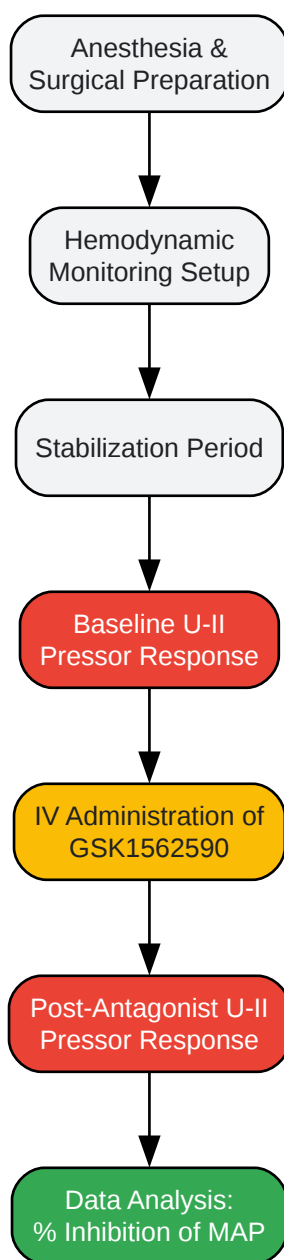 Anesthesia &
Surgical Preparation
Hemodynamic
Monitoring Setup
Stabilization Period
Baseline U-II
Pressor Response
IV Administration of
GSK1562590
Post-Antagonist U-II
Pressor Response
Data Analysis:
% Inhibition of MAP